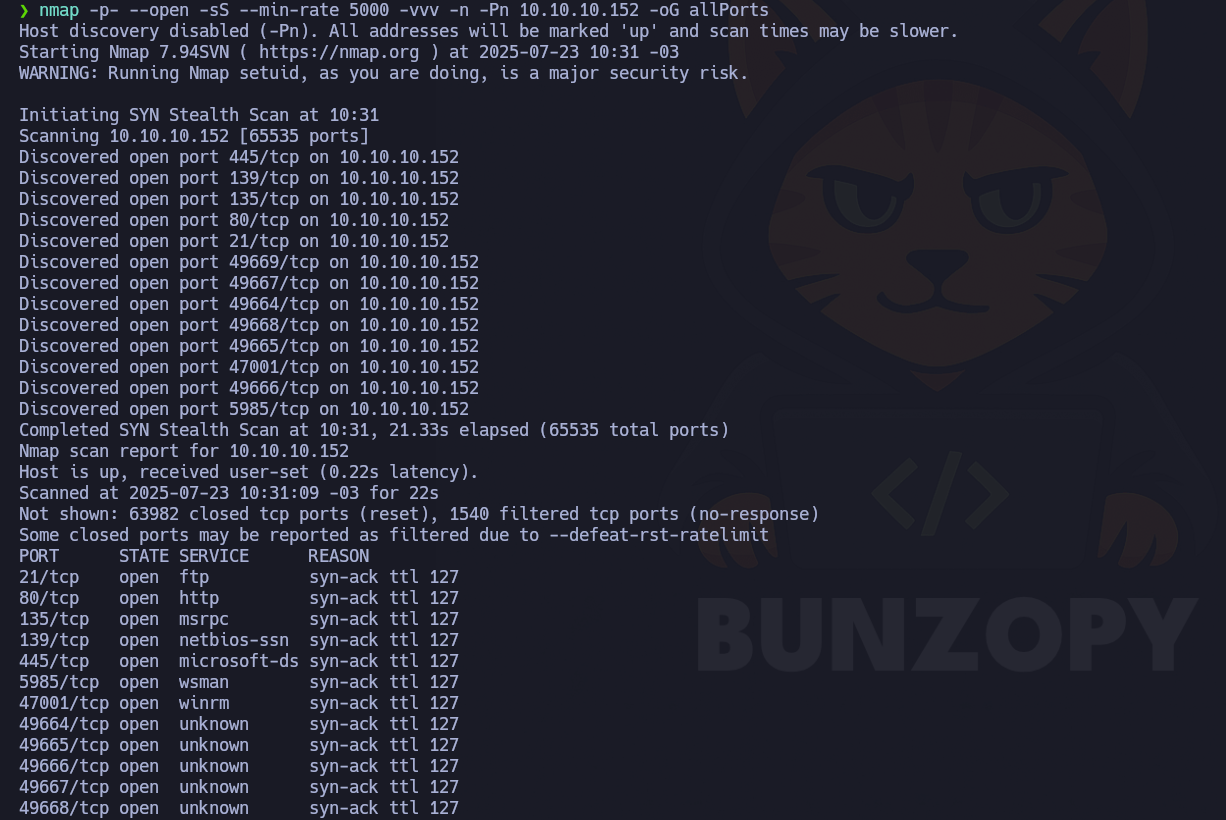 ❯ nmap -p- --open -sS --min-rate 5000 -vvv -n -Pn 10.10.10.152 -oG allPorts
Host discovery disabled (-Pn). All addresses will be marked 'up' and scan times may be slower.
Starting Nmap 7.94SVN ( https://nmap.org ) at 2025-07-23 10:31 -03
WARNING: Running Nmap setuid, as you are doing, is a major security risk.

Initiating SYN Stealth Scan at 10:31
Scanning 10.10.10.152 [65535 ports]
Discovered open port 445/tcp on 10.10.10.152
Discovered open port 139/tcp on 10.10.10.152
Discovered open port 135/tcp on 10.10.10.152
Discovered open port 80/tcp on 10.10.10.152
Discovered open port 21/tcp on 10.10.10.152
Discovered open port 49669/tcp on 10.10.10.152
Discovered open port 49667/tcp on 10.10.10.152
Discovered open port 49664/tcp on 10.10.10.152
Discovered open port 49668/tcp on 10.10.10.152
Discovered open port 49665/tcp on 10.10.10.152
Discovered open port 47001/tcp on 10.10.10.152
Discovered open port 49666/tcp on 10.10.10.152
Discovered open port 5985/tcp on 10.10.10.152
Completed SYN Stealth Scan at 10:31, 21.33s elapsed (65535 total ports)
Nmap scan report for 10.10.10.152
Host is up, received user-set (0.22s latency).
Scanned at 2025-07-23 10:31:09 -03 for 22s
Not shown: 63982 closed tcp ports (reset), 1540 filtered tcp ports (no-response)
Some closed ports may be reported as filtered due to --defeat-rst-ratelimit
PORT      STATE SERVICE      REASON
21/tcp    open  ftp          syn-ack ttl 127
80/tcp    open  http         syn-ack ttl 127
135/tcp   open  msrpc        syn-ack ttl 127
139/tcp   open  netbios-ssn  syn-ack ttl 127
445/tcp   open  microsoft-ds syn-ack ttl 127
5985/tcp  open  wsman        syn-ack ttl 127
47001/tcp open  winrm        syn-ack ttl 127
49664/tcp open  unknown      syn-ack ttl 127
49665/tcp open  unknown      syn-ack ttl 127
49666/tcp open  unknown      syn-ack ttl 127
49667/tcp open  unknown      syn-ack ttl 127
49668/tcp open  unknown      syn-ack ttl 127
</>
BUNZOPY